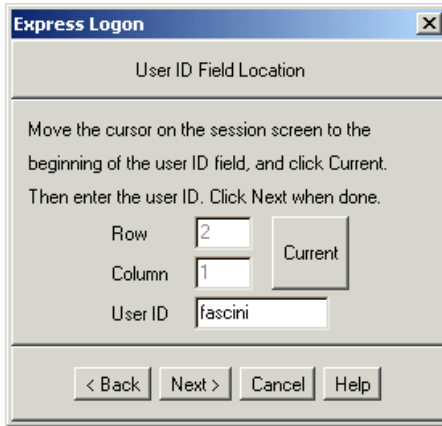 Express Logon
User ID Field Location
Move the cursor on the session screen to the
beginning of the user ID field, and click Current.
Then enter the user ID. Click Next when done.
Row 2
Current
Column 1
User ID fascini
< Back Next > Cancel Help